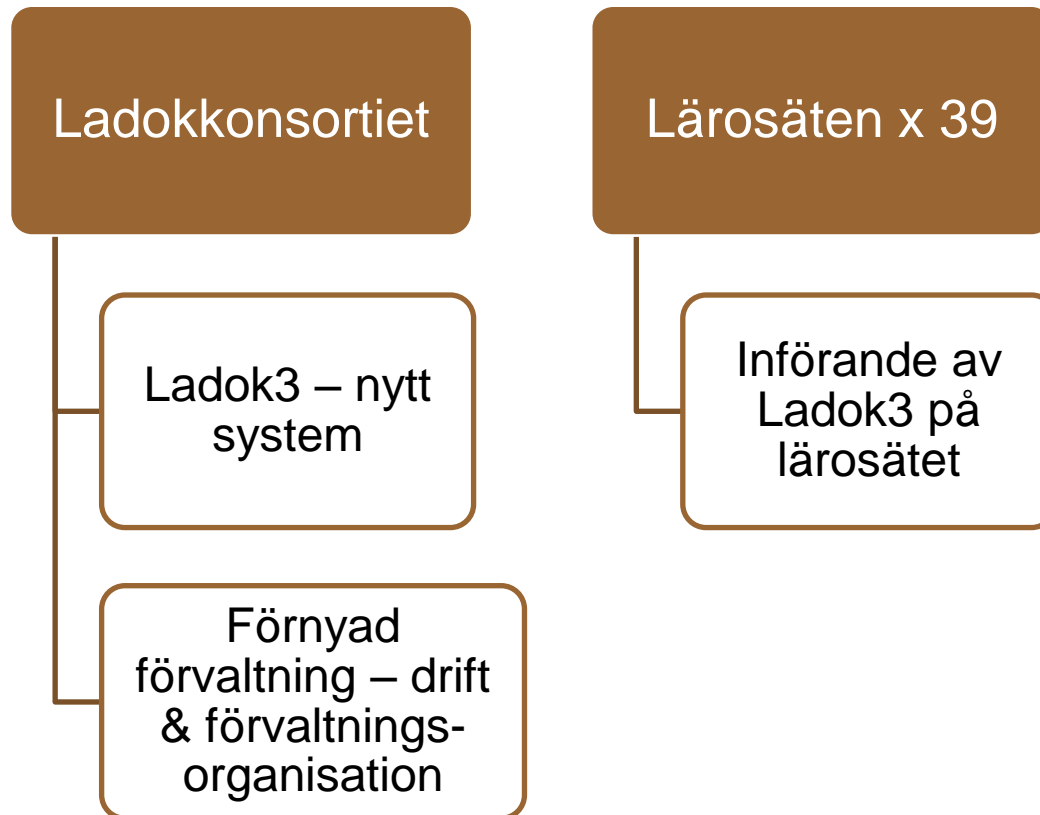 Ladokkonsortiet
Ladok3 – nytt
system
Förnyad
förvaltning – drift
& förvaltnings-
organisation
Lärosäten x 39
Införande av
Ladok3 på
lärosätet